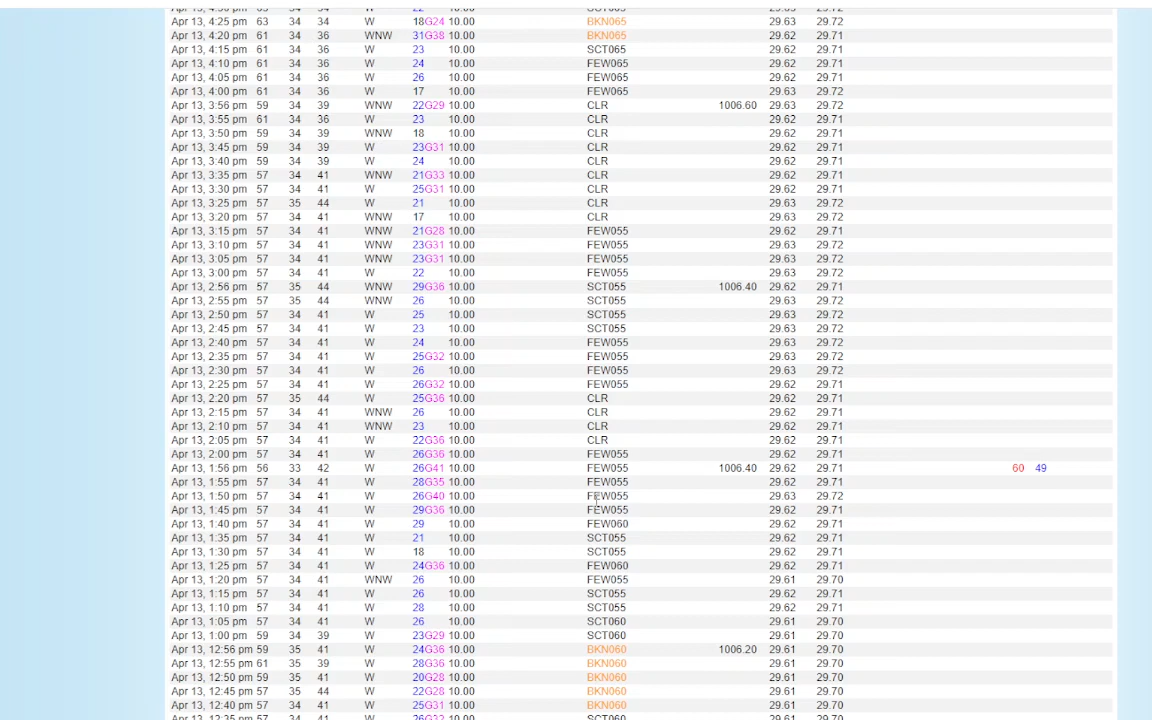 Apr 13, 4:25 pm 63 34 34 W 18G24 10.00 BKN065 29.63 29.72
Apr 13, 4:20 pm 61 34 36 WNW 31G38 10.00 BKN065 29.62 29.71
Apr 13, 4:15 pm 61 34 36 W 23 10.00 SCT065 29.62 29.71
Apr 13, 4:10 pm 61 34 36 W 24 10.00 FEW065 29.62 29.71
Apr 13, 4:05 pm 61 34 36 W 26 10.00 FEW065 29.62 29.71
Apr 13, 4:00 pm 61 34 36 W 17 10.00 FEW065 29.63 29.72
Apr 13, 3:56 pm 59 34 39 WNW 22G29 10.00 CLR 1006.60 29.63 29.72
Apr 13, 3:55 pm 61 34 36 W 23 10.00 CLR 29.62 29.71
Apr 13, 3:50 pm 59 34 39 WNW 18 10.00 CLR 29.62 29.71
Apr 13, 3:45 pm 59 34 39 W 23G31 10.00 CLR 29.62 29.71
Apr 13, 3:40 pm 59 34 39 W 24 10.00 CLR 29.62 29.71
Apr 13, 3:35 pm 57 34 41 WNW 21G33 10.00 CLR 29.62 29.71
Apr 13, 3:30 pm 57 34 41 W 25G31 10.00 CLR 29.62 29.71
Apr 13, 3:25 pm 57 35 44 W 21 10.00 CLR 29.63 29.72
Apr 13, 3:20 pm 57 34 41 WNW 17 10.00 CLR 29.63 29.72
Apr 13, 3:15 pm 57 34 41 WNW 21G28 10.00 FEW055 29.63 29.72
Apr 13, 3:10 pm 57 34 41 WNW 23G31 10.00 FEW055 29.63 29.72
Apr 13, 3:05 pm 57 34 41 WNW 23G31 10.00 FEW055 29.63 29.72
Apr 13, 3:00 pm 57 34 41 W 22 10.00 FEW055 29.63 29.72
Apr 13, 2:56 pm 57 35 44 WNW 29G36 10.00 SCT055 1006.40 29.62 29.71
Apr 13, 2:55 pm 57 35 44 WNW 26 10.00 SCT055 29.63 29.72
Apr 13, 2:50 pm 57 34 41 W 25 10.00 SCT055 29.63 29.72
Apr 13, 2:45 pm 57 34 41 W 23 10.00 SCT055 29.63 29.72
Apr 13, 2:40 pm 57 34 41 W 24 10.00 FEW055 29.63 29.72
Apr 13, 2:35 pm 57 34 41 W 25G32 10.00 FEW055 29.63 29.72
Apr 13, 2:30 pm 57 34 41 W 26 10.00 FEW055 29.63 29.72
Apr 13, 2:25 pm 57 34 41 W 26G32 10.00 FEW055 29.62 29.71
Apr 13, 2:20 pm 57 35 44 W 25G36 10.00 CLR 29.62 29.71
Apr 13, 2:15 pm 57 34 41 WNW 26 10.00 CLR 29.62 29.71
Apr 13, 2:10 pm 57 34 41 WNW 23 10.00 CLR 29.62 29.71
Apr 13, 2:05 pm 57 34 41 W 22G36 10.00 CLR 29.62 29.71
Apr 13, 2:00 pm 57 34 41 W 26G36 10.00 FEW055 29.62 29.71
Apr 13, 1:56 pm 56 33 42 W 26G41 10.00 FEW055 1006.40 29.62 29.71 60 49
Apr 13, 1:55 pm 57 34 41 W 28G35 10.00 FEW055 29.62 29.71
Apr 13, 1:50 pm 57 34 41 W 26G40 10.00 FEW055 29.63 29.72
Apr 13, 1:45 pm 57 34 41 W 29G36 10.00 FEW055 29.62 29.71
Apr 13, 1:40 pm 57 34 41 W 29 10.00 FEW060 29.62 29.71
Apr 13, 1:35 pm 57 34 41 W 21 10.00 SCT055 29.62 29.71
Apr 13, 1:30 pm 57 34 41 W 18 10.00 SCT055 29.62 29.71
Apr 13, 1:25 pm 57 34 41 W 24G36 10.00 FEW060 29.62 29.71
Apr 13, 1:20 pm 57 34 41 WNW 26 10.00 FEW055 29.61 29.70
Apr 13, 1:15 pm 57 34 41 W 26 10.00 SCT055 29.62 29.71
Apr 13, 1:10 pm 57 34 41 W 28 10.00 SCT055 29.62 29.71
Apr 13, 1:05 pm 57 34 41 W 26 10.00 SCT060 29.61 29.70
Apr 13, 1:00 pm 59 34 39 W 23G29 10.00 SCT060 29.61 29.70
Apr 13, 12:56 pm 59 35 41 W 24G36 10.00 BKN060 1006.20 29.61 29.70
Apr 13, 12:55 pm 61 35 39 W 28G36 10.00 BKN060 29.61 29.70
Apr 13, 12:50 pm 59 35 41 W 20G28 10.00 BKN060 29.61 29.70
Apr 13, 12:45 pm 57 35 44 W 22G28 10.00 BKN060 29.61 29.70
Apr 13, 12:40 pm 57 34 41 W 25G31 10.00 BKN060 29.61 29.70
Apr 13, 12:35 pm 57 34 41 W 26G32 10.00 SCT060 29.61 29.70